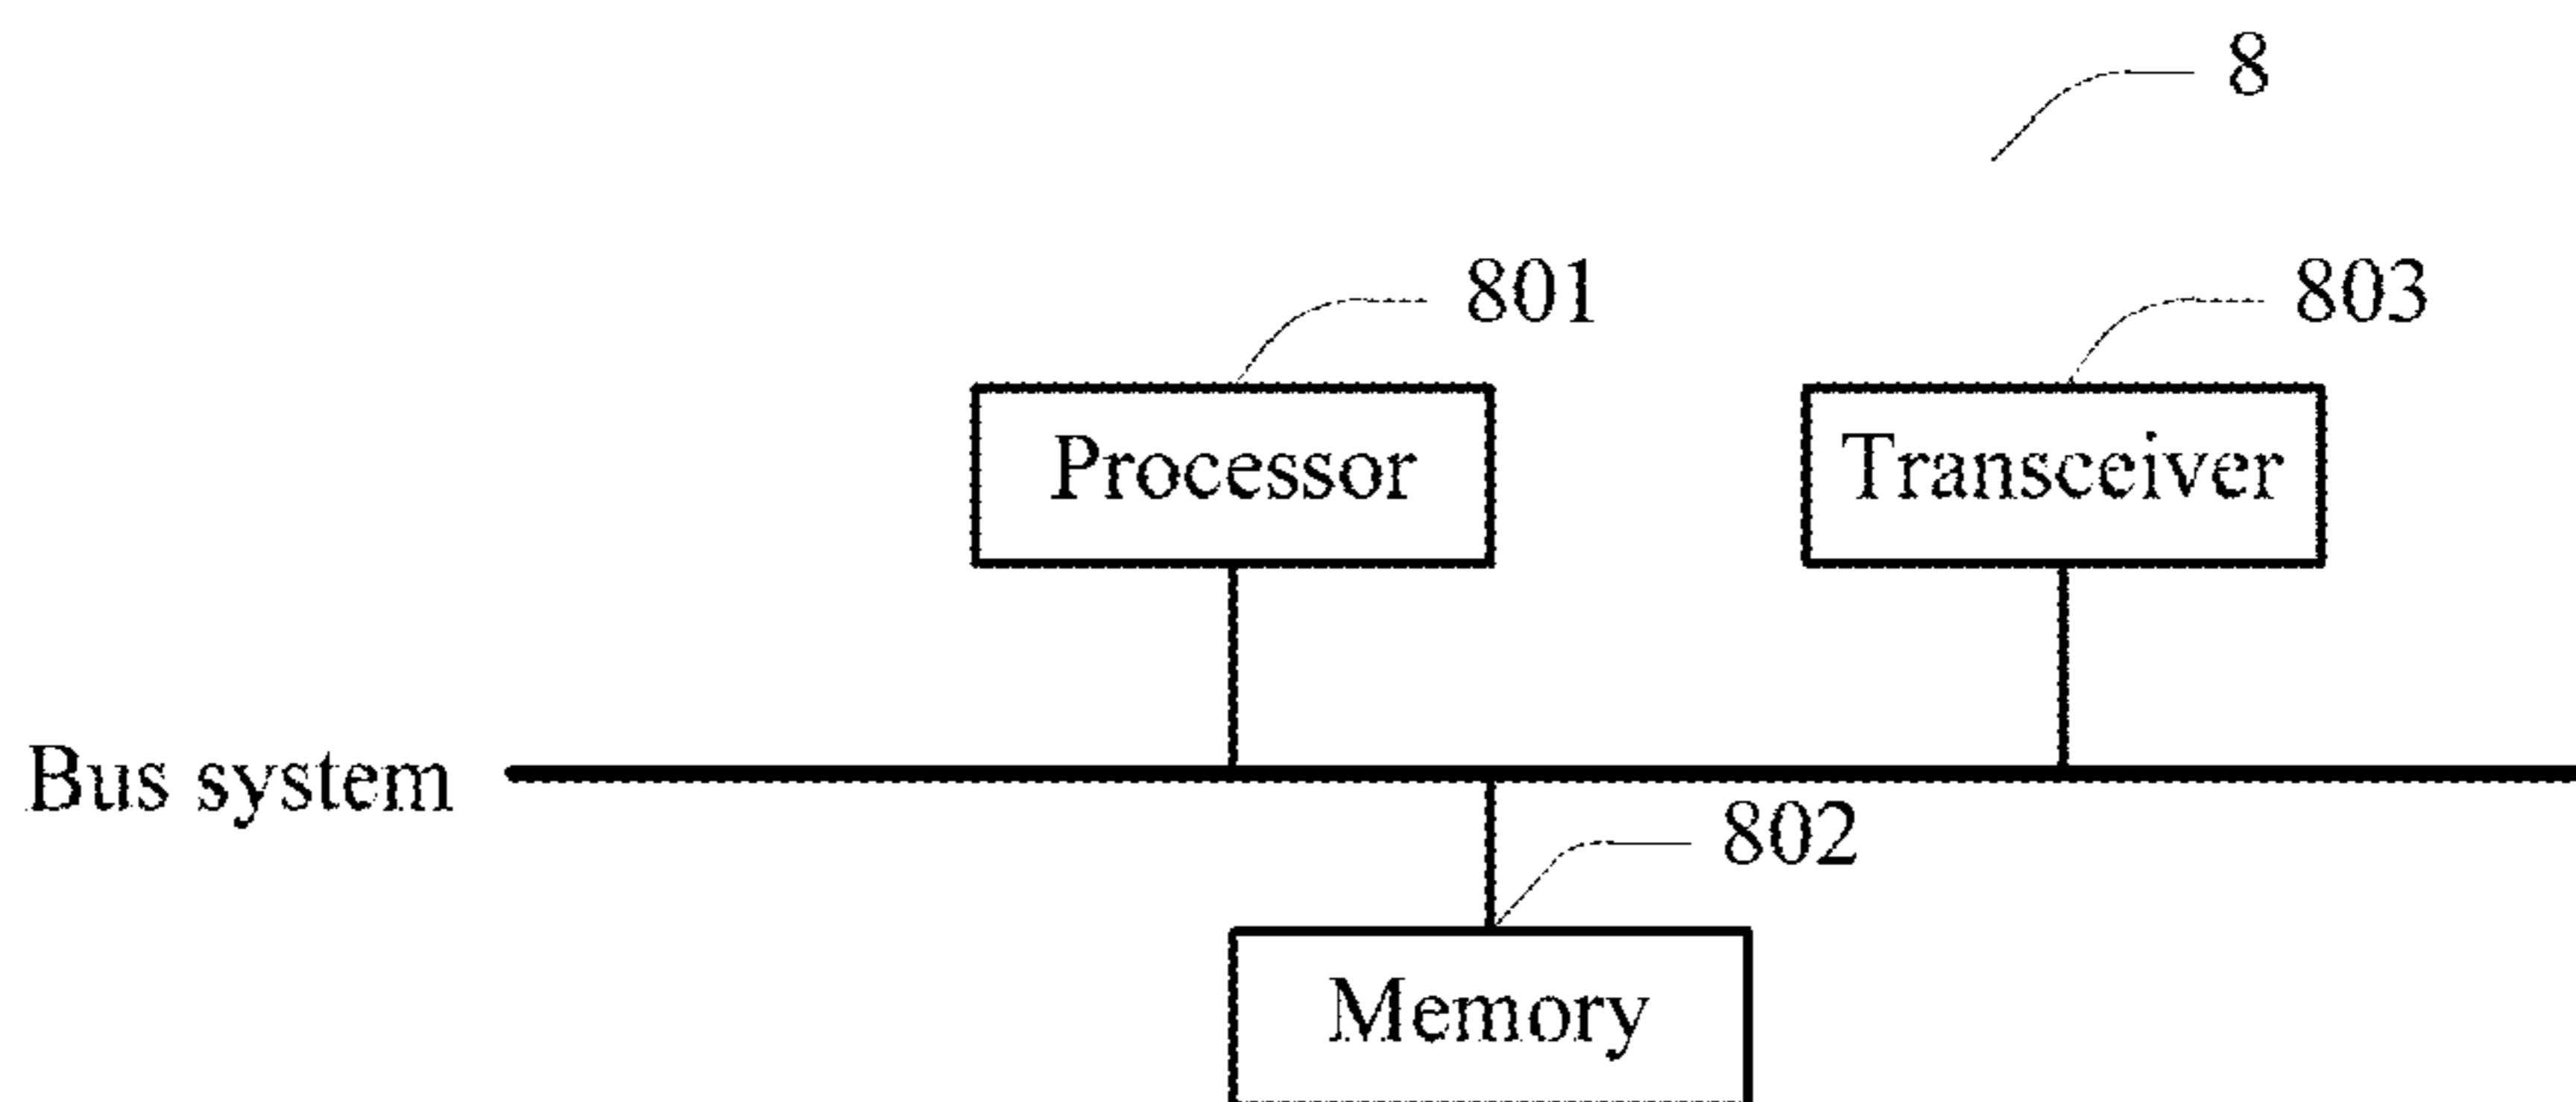 8
801
803
Processor
Transceiver
Bus system
802
Memory